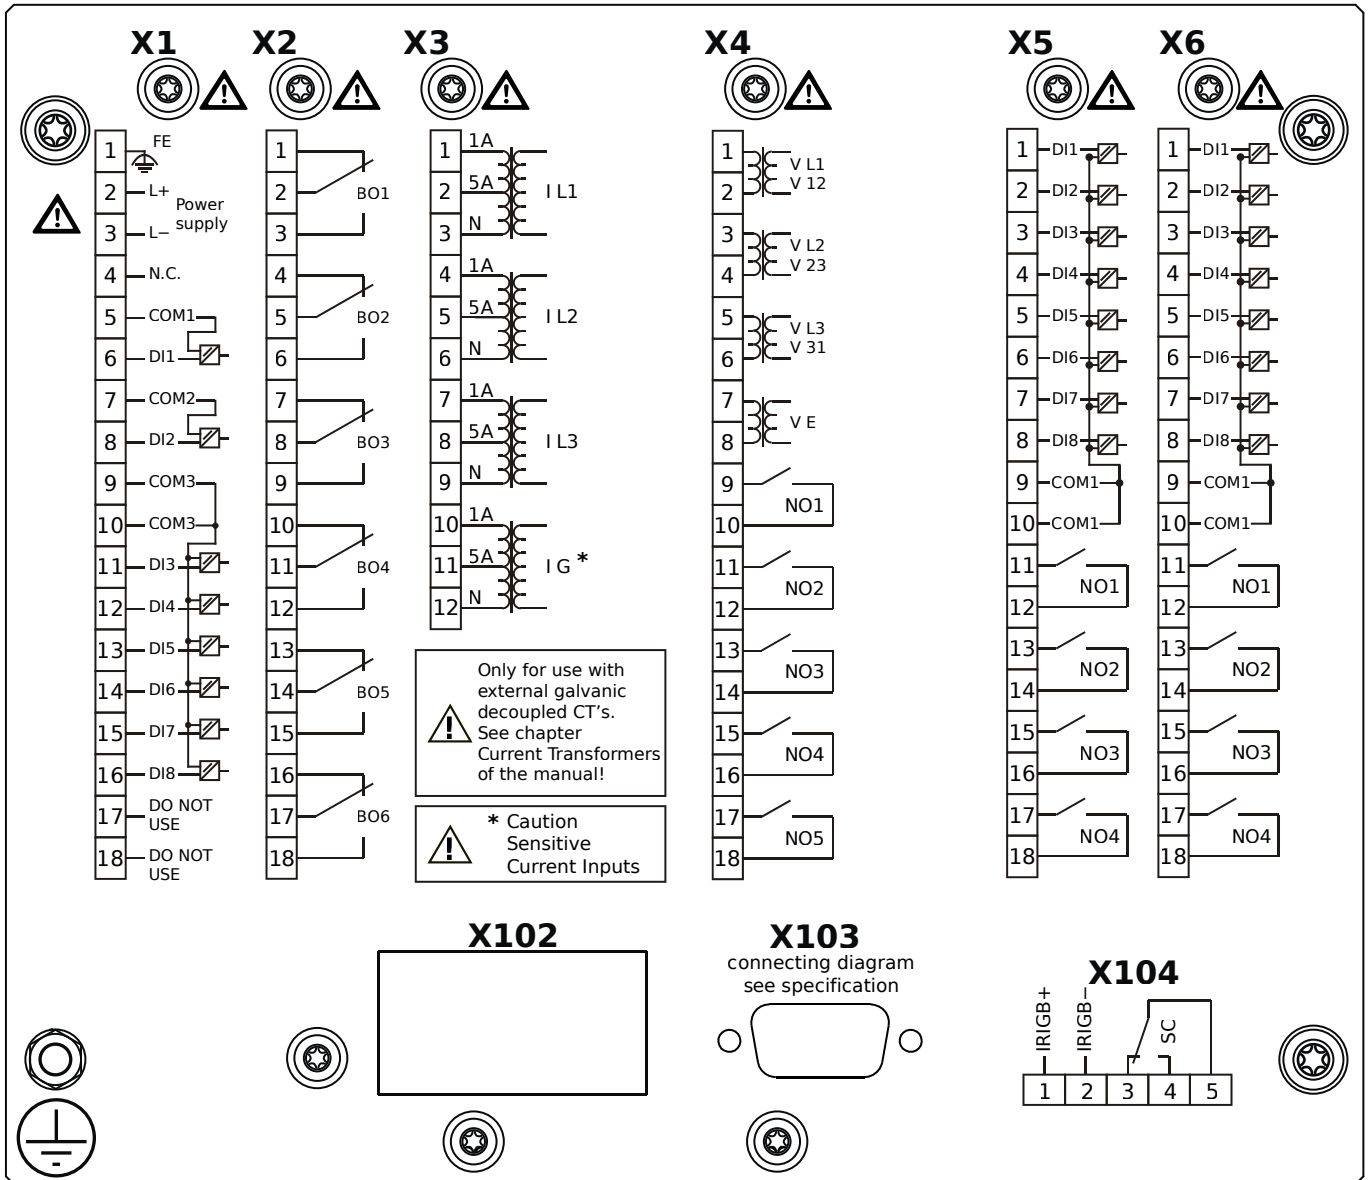 X1
X2
X3
X4
X5
X6
1 FE
2 L+
Power
supply
3 L−
4 N.C.
5 COM1
6 DI1
7 COM2
8 DI2
9 COM3
10 COM3
11 DI3
12 DI4
13 DI5
14 DI6
15 DI7
16 DI8
17 DO NOT
USE
18 DO NOT
USE
1
2 BO1
3
4
5 BO2
6
7
8 BO3
9
10
11 BO4
12
13
14 BO5
15
16
17 BO6
18
1 1A
2 5A I L1
3 N
4 1A
5 5A I L2
6 N
7 1A
8 5A I L3
9 N
10 1A
11 5A I G *
12 N
Only for use with
external galvanic
decoupled CT's.
See chapter
Current Transformers
of the manual!
* Caution
Sensitive
Current Inputs
1 V L1
2 V 12
3 V L2
4 V 23
5 V L3
6 V 31
7
V E
8
9
NO1
10
11
NO2
12
13
NO3
14
15
NO4
16
17
NO5
18
1 DI1
2 DI2
3 DI3
4 DI4
5 DI5
6 DI6
7 DI7
8 DI8
9 COM1
10 COM1
11
NO1
12
13
NO2
14
15
NO3
16
17
NO4
18
1 DI1
2 DI2
3 DI3
4 DI4
5 DI5
6 DI6
7 DI7
8 DI8
9 COM1
10 COM1
11
NO1
12
13
NO2
14
15
NO3
16
17
NO4
18
X102
X103
connecting diagram
see specification
X104
IRIGB+
IRIGB−
SC
1 2 3 4 5